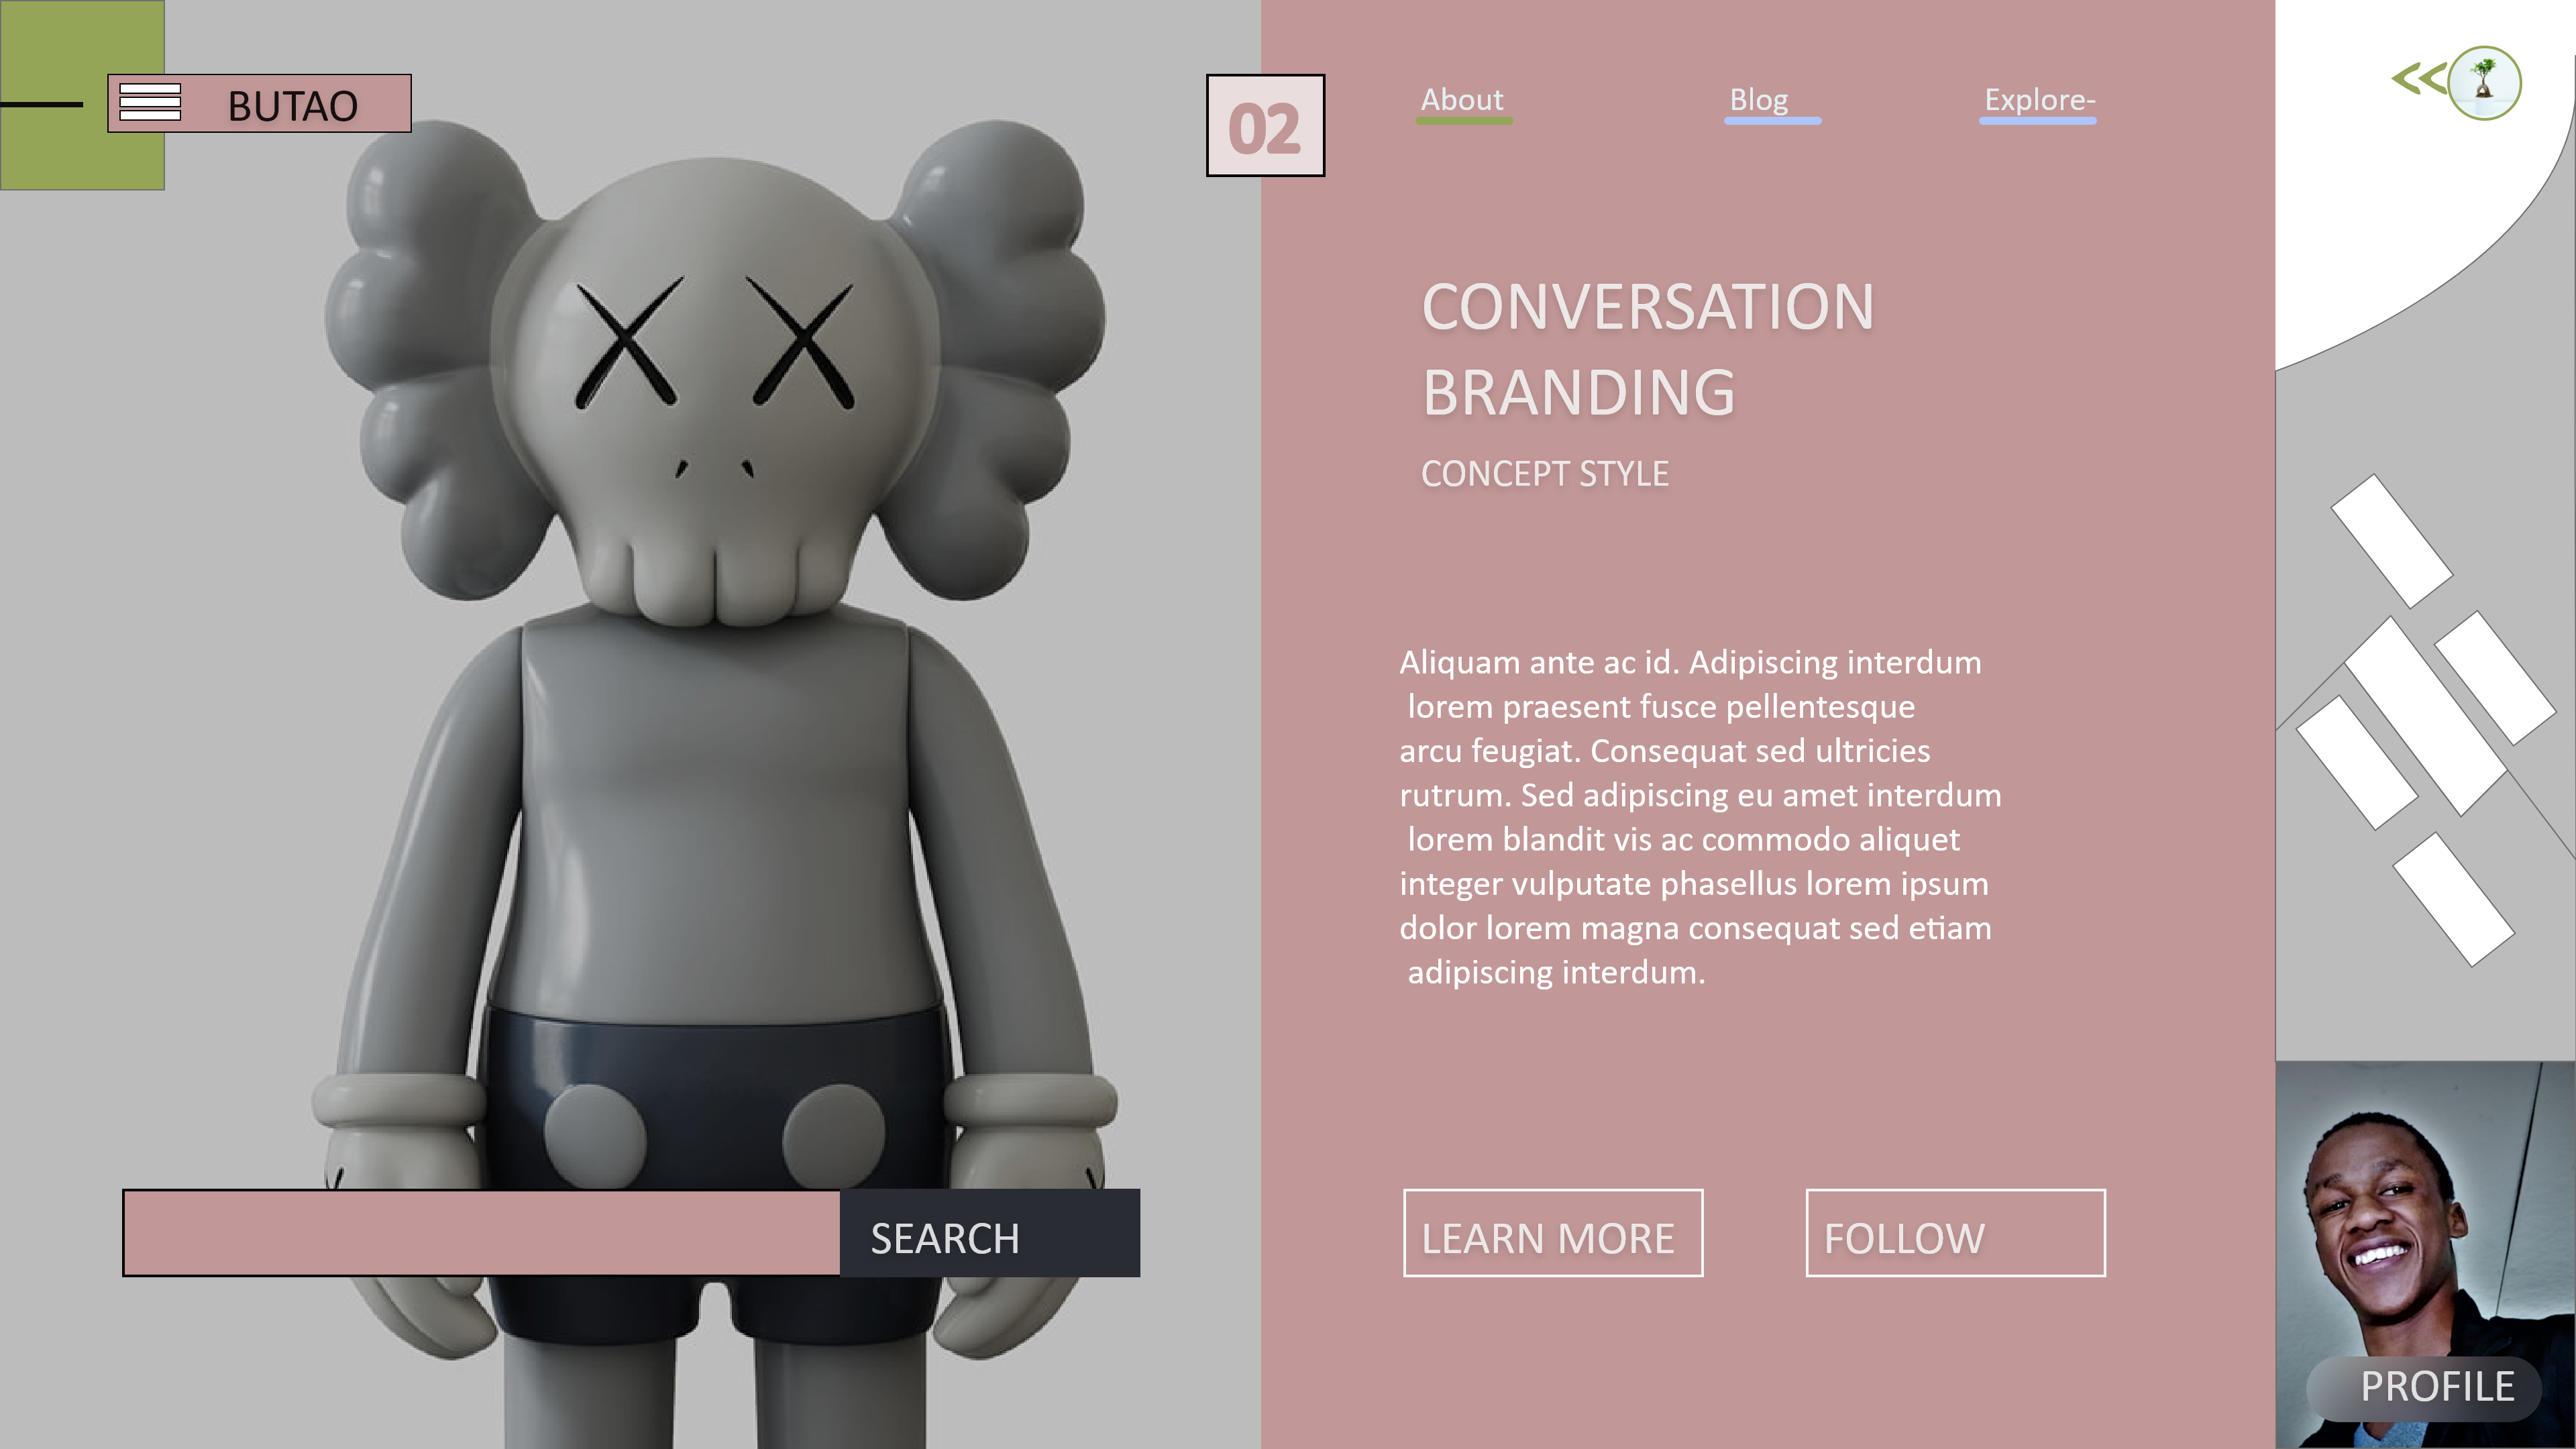 BUTAO
02
About
Blog
Explore-
CONVERSATION
BRANDING
CONCEPT STYLE
Aliquam ante ac id. Adipiscing interdum
lorem praesent fusce pellentesque
arcu feugiat. Consequat sed ultricies
rutrum. Sed adipiscing eu amet interdum
lorem blandit vis ac commodo aliquet
integer vulputate phasellus lorem ipsum
dolor lorem magna consequat sed etiam
adipiscing interdum.
SEARCH
LEARN MORE
FOLLOW
PROFILE